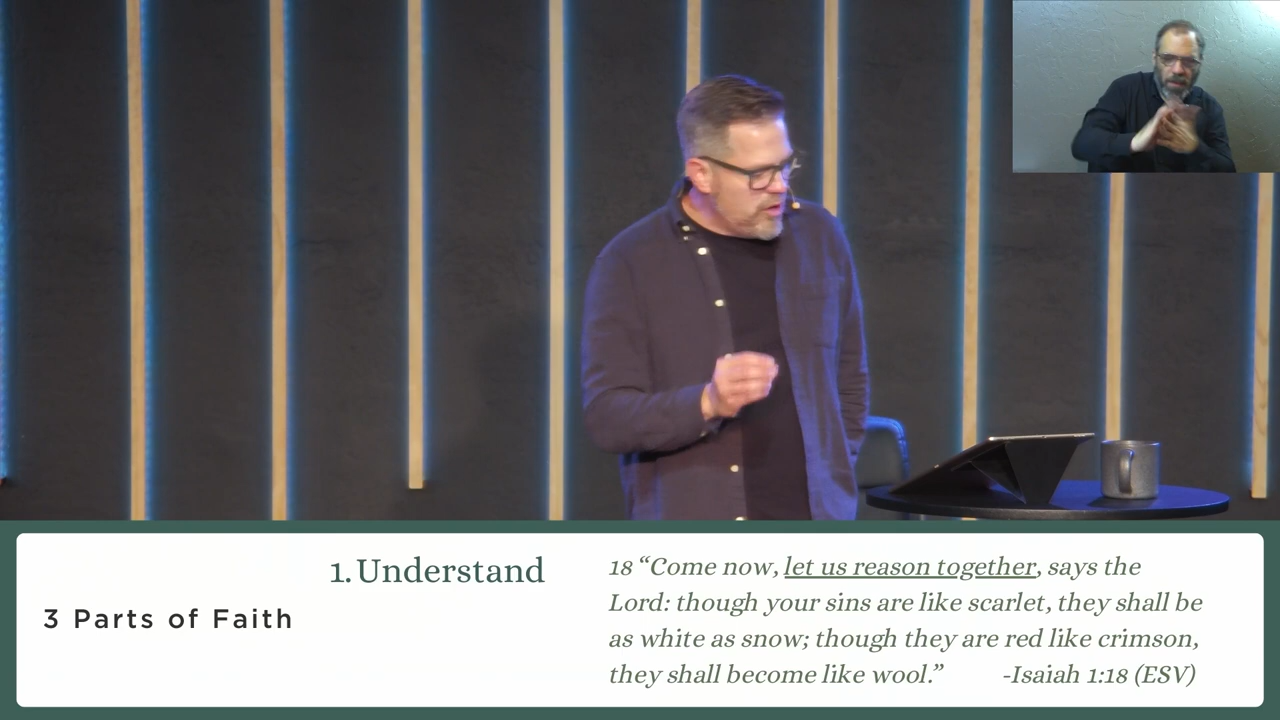 3 Parts of Faith
1. Understand
18 “Come now, let us reason together, says the
Lord: though your sins are like scarlet, they shall be
as white as snow; though they are red like crimson,
they shall become like wool.” -Isaiah 1:18 (ESV)